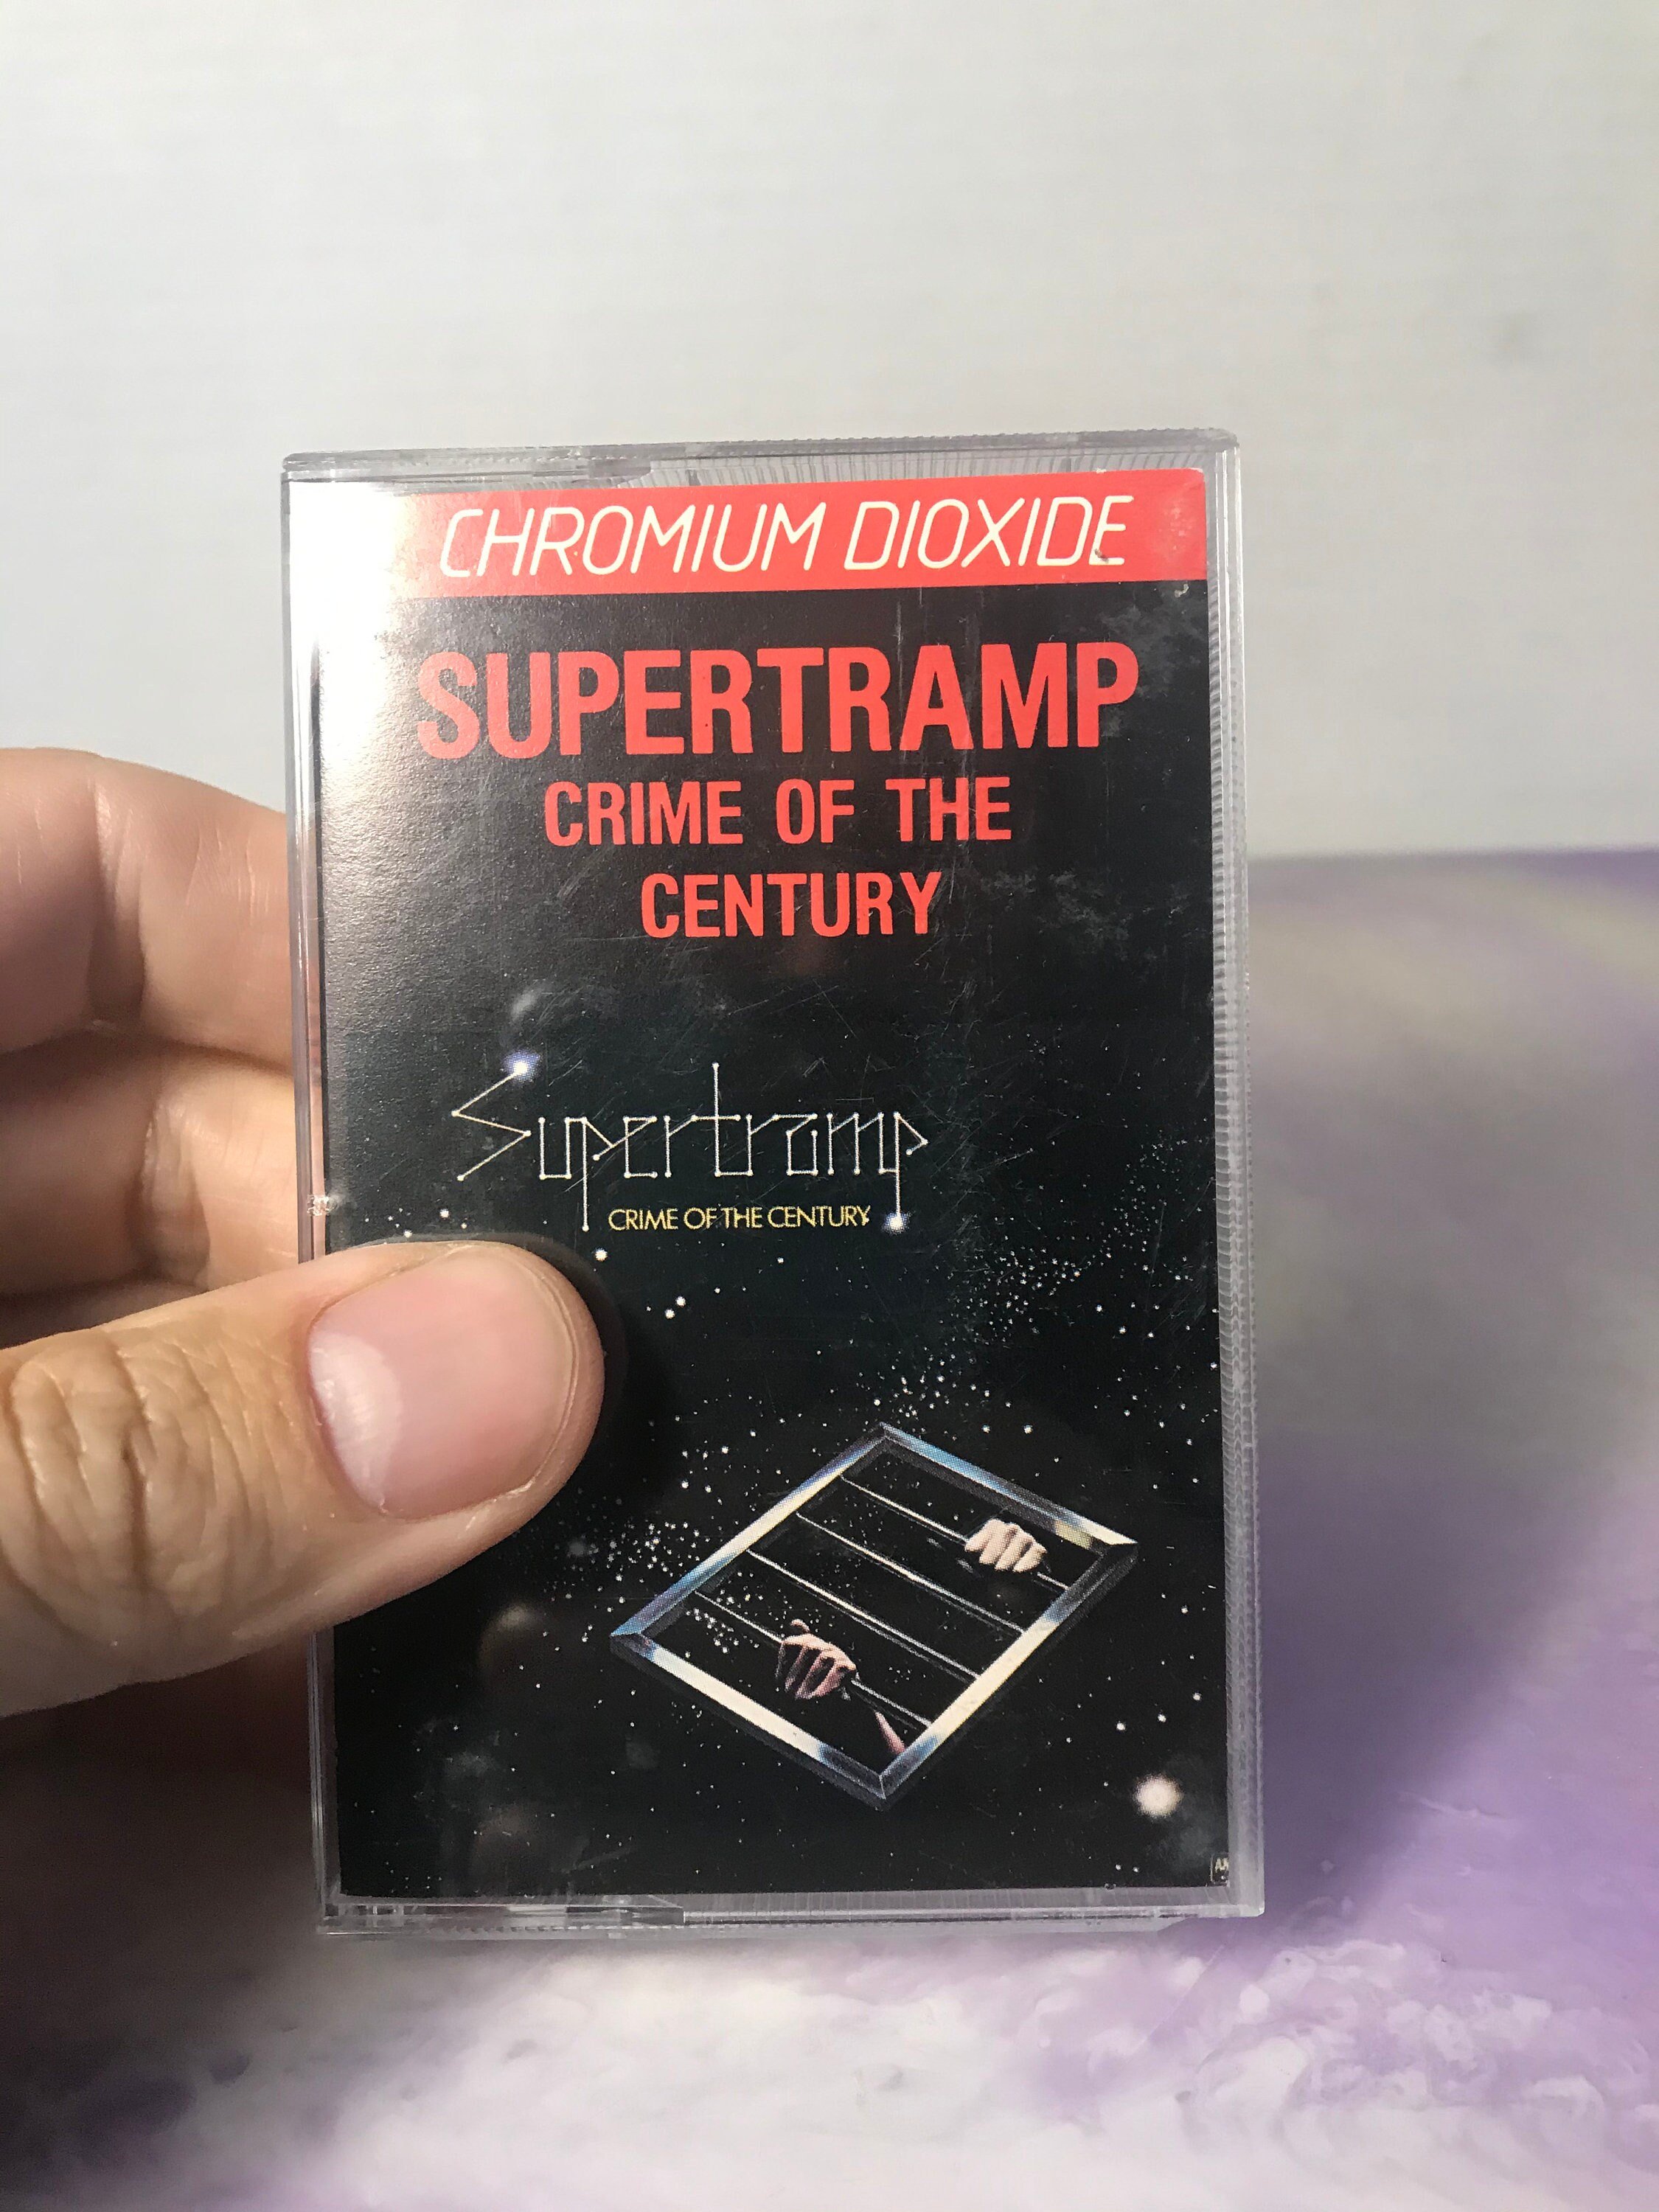 CHROMIUM DIOXIDE
SUPERTRAMP
CRIME OF THE
CENTURY
Supertramp
CRIME OF THE CENTURY